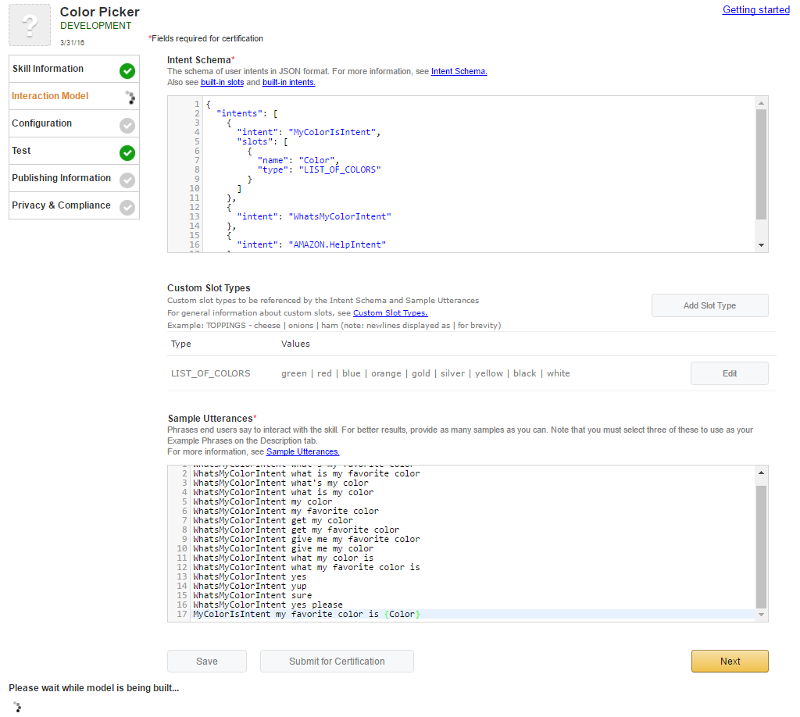 Color Picker
DEVELOPMENT
3/31/16
Getting started
*Fields required for certification
Skill Information
Interaction Model
Configuration
Test
Publishing Information
Privacy & Compliance
Intent Schema*
The schema of user intents in JSON format. For more information, see Intent Schema.
Also see built-in slots and built-in intents.
1 {
2 "intents": [
3 {
4 "intent": "MyColorIsIntent",
5 "slots": [
6 {
7 "name": "Color",
8 "type": "LIST_OF_COLORS"
9 }
10 ]
11 },
12 {
13 "intent": "WhatsMyColorIntent"
14 },
15 {
16 "intent": "AMAZON.HelpIntent"
Custom Slot Types
Custom slot types to be referenced by the Intent Schema and Sample Utterances
For general information about custom slots, see Custom Slot Types.
Example: TOPPINGS - cheese | onions | ham (note: newlines displayed as | for brevity)
Add Slot Type
Type Values
LIST_OF_COLORS green | red | blue | orange | gold | silver | yellow | black | white
Edit
Sample Utterances*
Phrases end users say to interact with the skill. For better results, provide as many samples as you can. Note that you must select three of these to use as your
Example Phrases on the Description tab.
For more information, see Sample Utterances.
1 WhatsMyColorIntent what's my favorite color
2 WhatsMyColorIntent what is my favorite color
3 WhatsMyColorIntent what's my color
4 WhatsMyColorIntent what is my color
5 WhatsMyColorIntent my color
6 WhatsMyColorIntent my favorite color
7 WhatsMyColorIntent get my color
8 WhatsMyColorIntent get my favorite color
9 WhatsMyColorIntent give me my favorite color
10 WhatsMyColorIntent give me my color
11 WhatsMyColorIntent what my color is
12 WhatsMyColorIntent what my favorite color is
13 WhatsMyColorIntent yes
14 WhatsMyColorIntent yup
15 WhatsMyColorIntent sure
16 WhatsMyColorIntent yes please
17 MyColorIsIntent my favorite color is {Color}
Save
Submit for Certification
Next
Please wait while model is being built...